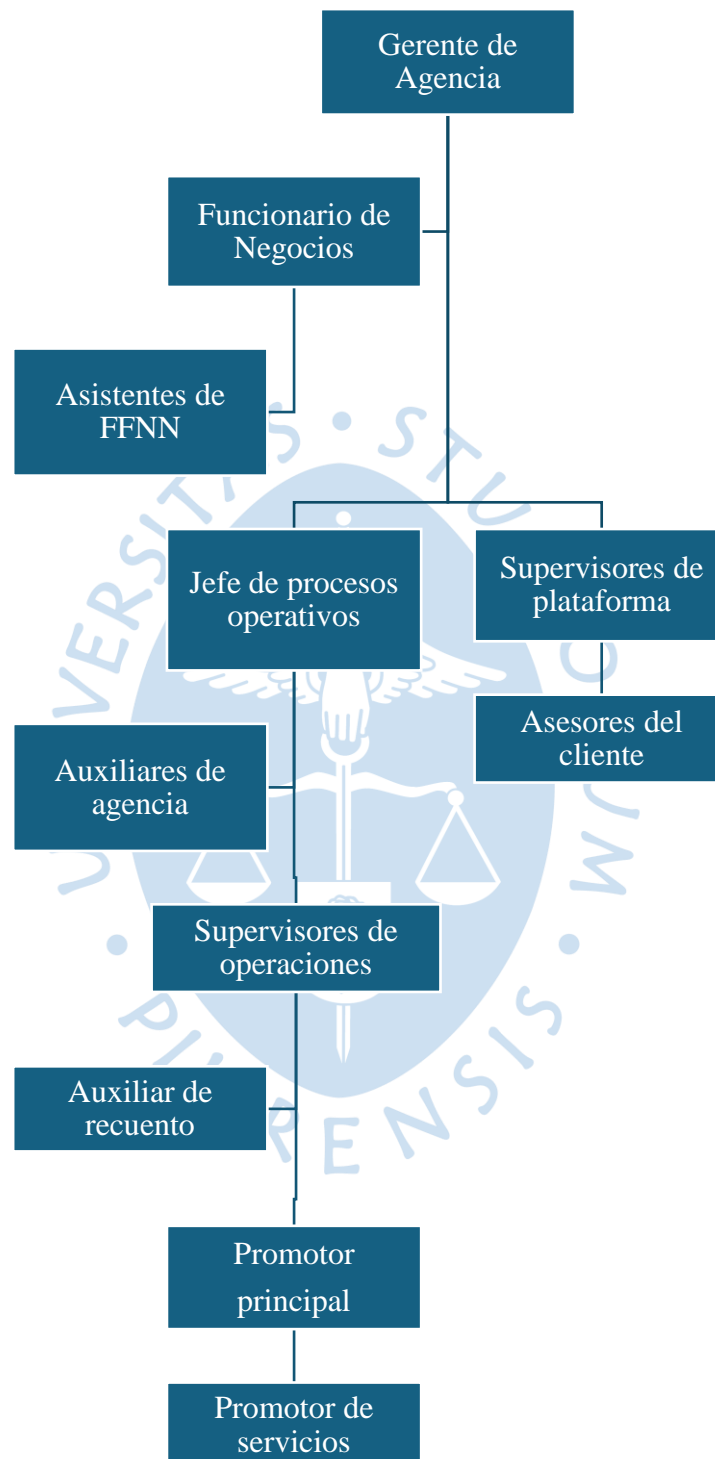 Gerente de
Agencia
Funcionario de
Negocios
Asistentes de
FFNN
Jefe de procesos
operativos
Supervisores de
plataforma
Auxiliares de
agencia
Asesores del
cliente
Supervisores de
operaciones
Auxiliar de
recuento
Promotor
principal
Promotor de
servicios